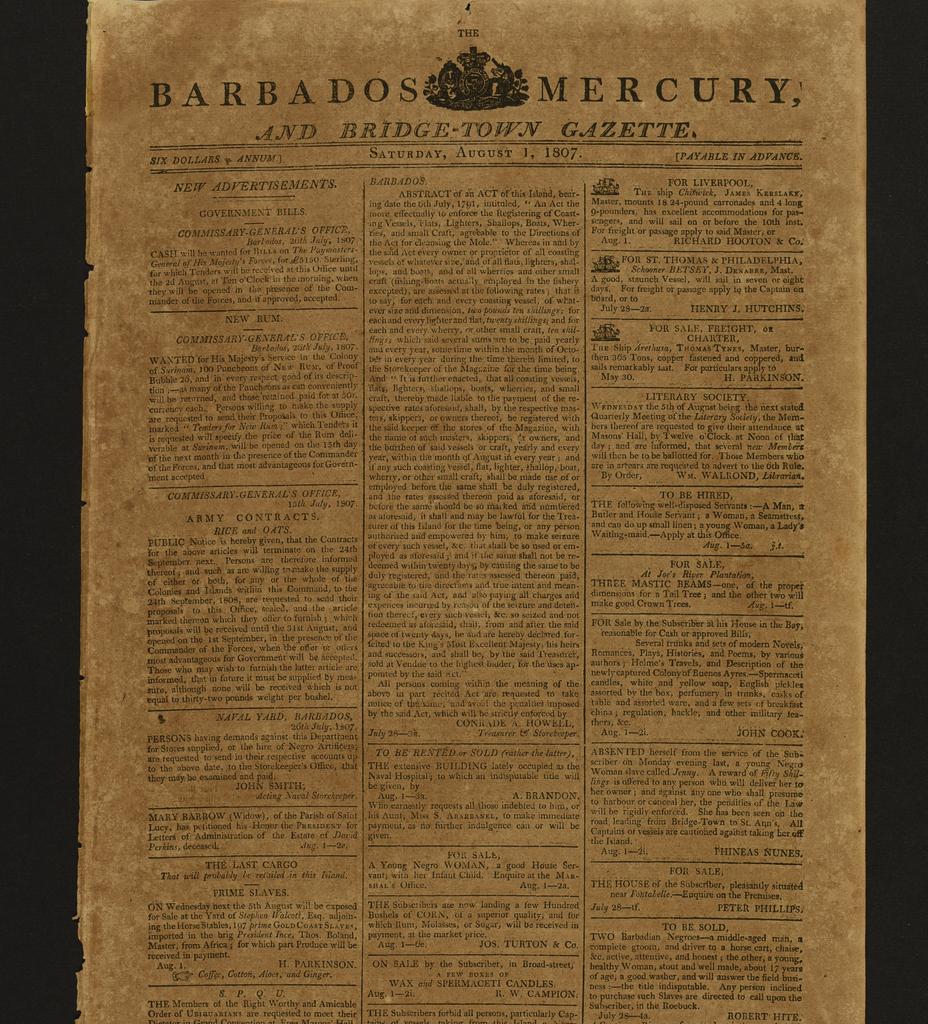 THE
BARBADOS MERCURY,
AND BRIDGE-TOWN GAZETTE.
SIX DOLLARS ⅌ ANNUM] SATURDAY, AUGUST 1, 1807. [PAYABLE IN ADVANCE.
NEW ADVERTISEMENTS.
GOVERNMENT BILLS.
COMMISSARY-GENERAL'S OFFICE,
Barbados, 26th July, 1807
CASH will be wanted for BILLS on The Paymasters-
General of His Majesty's Forces, for £5150 Sterling,
for which Tenders will be received at this Office until
the 2d August, at Ten o'Clock in the morning, when
they will be opened in the presence of the Com-
mander of the Forces, and if approved, accepted.
NEW RUM.
COMMISSARY-GENERAL'S OFFICE,
Barbados, 25th July, 1807.
WANTED for His Majesty's Service in the Colony
of Surinam, 100 Puncheons of NEW RUM, of Proof
Bubble 25, and in every respect good of its descrip-
tion:—as many of the Puncheons as can conveniently
will be returned, and those retained paid for at 50s.
currency each. Persons willing to make the supply
are requested to send their Proposals to this Office,
marked "Tenders for New Rum;" which Tenders it
is requested will specify the price of the Rum deli-
verable at Surinam, will be opened on the 15th day
of the next month in the presence of the Commander
of the Forces, and that most advantageous for Govern-
ment accepted
COMMISSARY-GENERAL'S OFFICE,
15th July, 1807.
ARMY CONTRACTS.
RICE and OATS.
PUBLIC Notice is hereby given, that the Contracts
for the above articles will terminate on the 24th
September next. Persons are therefore informed
thereof; and such as are willing to make the supply
of either or both, for any or the whole of the
Colonies and Islands within this Command, to the
24th September, 1808, are requested to send their
proposals to this Office, sealed, and the article
marked thereon which they offer to furnish; which
proposals will be received until the 31st August, and
opened on the 1st September, in the presence of the
Commander of the Forces, when the offer or offers
most advantageous for Government will be accepted.
Those who may wish to furnish the latter article are
informed, that in future it must be supplied by mea-
sure, although none will be received which is not
equal to thirty-two pounds weight per bushel.
NAVAL YARD, BARBADOS,
26th July, 1807.
PERSONS having demands against this Department
for Stores supplied, or the hire of Negro Artificers,
are requested to send in their respective accounts up
to the above date, to the Storekeeper's Office, that
they may be examined and paid.
JOHN SMITH,
Acting Naval Storekeeper.
MARY BARROW (Widow), of the Parish of Saint
Lucy, has petitioned his Honor the PRESIDENT for
Letters of Administration of the Estate of David
Perkins, deceased. Aug. 1—2o.
THE LAST CARGO
That will probably be retailed in this Island.
PRIME SLAVES.
ON Wednesday next the 5th August will be exposed
for Sale at the Yard of Stephen Walcott, Esq. adjoin-
ing the Horse Stables, 197 prime GOLD COAST SLAVES,
imported in the brig President Ince, Thos. Boland,
Master, from Africa; for which part Produce will be
received in payment.
Aug. 1. H. PARKINSON.
Coffee, Cotton, Aloes, and Ginger.
S. P. Q. U.
THE Members of the Right Worthy and Amicable
Order of UBIQUARIANS are requested to meet their
BARBADOS.
ABSTRACT of an ACT of this Island, bear-
ing date the 6th July, 1791, intituled, "An Act the
more effectually to enforce the Registering of Coast-
ing Vessels, Flats, Lighters, Shallops, Boats, Wher-
ries, and small Craft, agreeable to the Directions of
the Act for cleansing the Mole." Whereas in and by
the said Act every owner or proprietor of all coasting
vessels of whatever size, and of all flats, lighters, shal-
lops, and boats, and of all wherries and other small
craft (fishing-boats actually employed in the fishery
excepted), are assessed at the following rates; that is
to say, for each and every coasting vessel, of what-
ever size and dimension, two pounds ten shillings; for
each and every lighter and flat, twenty shillings; and for
each and every wherry, or other small craft, ten shil-
lings; which said several sums are to be paid yearly
and every year, some time within the month of Octo-
ber in every year during the time therein limited, to
the Storekeeper of the Magazine for the time being
And "It is further enacted, that all coasting vessels,
flats, lighters, shallops, boats, wherries, and small
craft, thereby made liable to the payment of the re-
spective rates aforesaid, shall, by the respective mas-
ters, skippers, or owners thereof, be registered with
the said keeper of the stores of the Magazine, with
the name of such masters, skippers, or owners, and
the burthen of said vessels or craft, yearly and every
year, within the month of August in every year; and
if any such coasting vessel, flat, lighter, shallop, boat,
wherry, or other small craft, shall be made use of or
employed before the same shall be duly registered,
and the rates assessed thereon paid as aforesaid, or
before the same should be so marked and numbered
as aforesaid, it shall and may be lawful for the Trea-
surer of this Island for the time being, or any person
authorised and empowered by him, to make seizure
of every such vessel, &c. that shall be so used or em-
ployed as aforesaid; and if the same shall not be re-
deemed within twenty days, by causing the same to be
duly registered, and the rates assessed thereon paid,
agreeable to the directions and true intent and mean-
ing of the said Act, and also paying all charges and
expences incurred by reason of the seizure and deten-
tion thereof, every such vessel, &c. so seized and not
redeemed as aforesaid, shall, from and after the said
space of twenty days, be and are hereby declared for-
feited to the King's Most Excellent Majesty, his heirs
and successors, and shall be, by the said Treasurer,
sold at Vendue to the highest bidder, for the uses ap-
pointed by the said Act.
All persons coming within the meaning of the
above in part recited Act are requested to take
notice of the same, and avoid the penalties imposed
by the said Act, which will be strictly enforced by
CONRADE A. HOWELL,
July 28—3n. Treasurer & Storekeeper.
TO BE RENTED or SOLD (rather the latter),
THE extensive BUILDING lately occupied as the
Naval Hospital; to which an indisputable title will
be given, by
Aug. 1—3a. A. BRANDON.
Who earnestly requests all those indebted to him, or
his Aunt, Miss S. ABARBANEL, to make immediate
payment, as no further indulgence can or will be
given.
FOR SALE,
A Young Negro WOMAN, a good House Ser-
vant, with her Infant Child. Enquire at the MAR-
SHAL'S Office. Aug. 1—2a.
THE Subscribers are now landing a few Hundred
Bushels of CORN, of a superior quality, and for
which Rum, Molasses, or Sugar, will be received in
payment, at the market price.
Aug. 1—6e. JOS. TURTON & Co.
ON SALE by the Subscriber, in Broad-street,
A FEW BOXES OF
WAX and SPERMACETI CANDLES.
Aug. 1—2i. R. W. CAMPION.
THE Subscribers forbid all persons, particularly Cap-
FOR LIVERPOOL,
The ship Chiswick, JAMES KERSLAKE,
Master, mounts 18 24-pound carronades and 4 long
9-pounders, has excellent accommodations for pas-
sengers, and will sail on or before the 10th inst.
For freight or passage apply to said Master, or
Aug. 1. RICHARD HOOTON & Co.
FOR ST. THOMAS & PHILADELPHIA,
Schooner BETSEY, J. DENABRE, Mast.
A good, staunch Vessel, will sail in seven or eight
days. For freight or passage apply to the Captain on
board, or to
July 28—2a. HENRY J. HUTCHINS.
FOR SALE, FREIGHT, OR
CHARTER,
The Ship Arethusa, THOMAS TYNES, Master, bur-
then 365 Tons, copper fastened and coppered, and
sails remarkably fast. For particulars apply to
May 30. H. PARKINSON.
LITERARY SOCIETY.
WEDNESDAY the 5th of August being the next stated
Quarterly Meeting of the Literary Society, the Mem-
bers thereof are requested to give their attendance at
Masons' Hall, by Twelve o'Clock at Noon of that
day; and are informed, that several new Members
will then be to be ballotted for. Those Members who
are in arrears are requested to advert to the 6th Rule.
By Order, WM. WALROND, Librarian.
TO BE HIRED,
THE following well-disposed Servants:—A Man, a
Butler and House Servant; a Woman, a Seamstress,
and can do up small linen; a young Woman, a Lady's
Waiting-maid.—Apply at this Office.
Aug. 1—5a. j.t.
FOR SALE,
At Joe's River Plantation,
THREE MASTIC BEAMS—one, of the proper
dimensions for a Tail Tree; and the other two will
make good Crown Trees. Aug. 1—tf.
FOR Sale by the Subscriber at his House in the Bay,
reasonable for Cash or approved Bills,
Several trunks and sets of modern Novels,
Romances, Plays, Histories, and Poems, by various
authors; Helme's Travels, and Description of the
newly captured Colony of Buenos Ayres.—Spermaceti
candles, white and yellow soap, English pickles
assorted by the box, perfumery in trunks, casks of
table and assorted ware, and a few sets of breakfast
china; regulation, hackle, and other military fea-
thers, &c.
Aug. 1—2i. JOHN COOK.
ABSENTED herself from the service of the Sub-
scriber on Monday evening last, a young Negro
Woman slave called Jenny. A reward of Fifty Shil-
lings is offered to any person who will deliver her to
her owner; and against any one who shall presume
to harbour or conceal her, the penalties of the Law
will be rigidly enforced. She has been seen on the
road leading from Bridge-Town to St. Ann's. All
Captains or vessels are cautioned against taking her off
the Island.
Aug. 1—2i. PHINEAS NUNES.
FOR SALE,
THE HOUSE of the Subscriber, pleasantly situated
near Fontabelle.—Enquire on the Premises.
July 28—tf. PETER PHILLIPS.
TO BE SOLD,
TWO Barbadian Negroes—a middle-aged man, a
complete groom, and driver to a horse cart, chaise,
&c. active, attentive, and honest; the other, a young,
healthy Woman, stout and well made, about 17 years
of age, a good washer, and will answer the field busi-
ness:—the title indisputable. Any person inclined
to purchase such Slaves are directed to call upon the
Subscriber, in the Roebuck.
July 28—4a. ROBERT HITE.